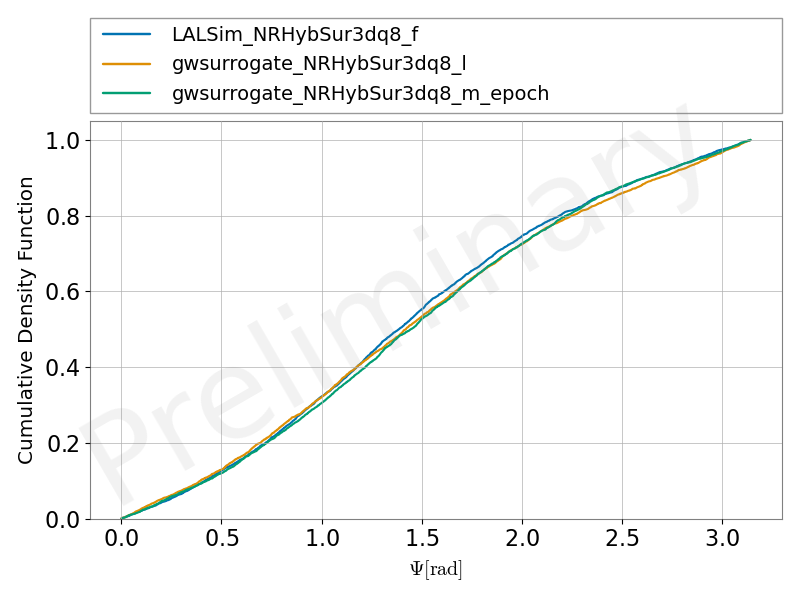 LALSim_NRHybSur3dq8_f
gwsurrogate_NRHybSur3dq8_l
gwsurrogate_NRHybSur3dq8_m_epoch
Preliminary
Cumulative Density Function
1.0
0.8
0.6
0.4
0.2
0.0
0.0 0.5 1.0 1.5 2.0 2.5 3.0
Ψ[rad]